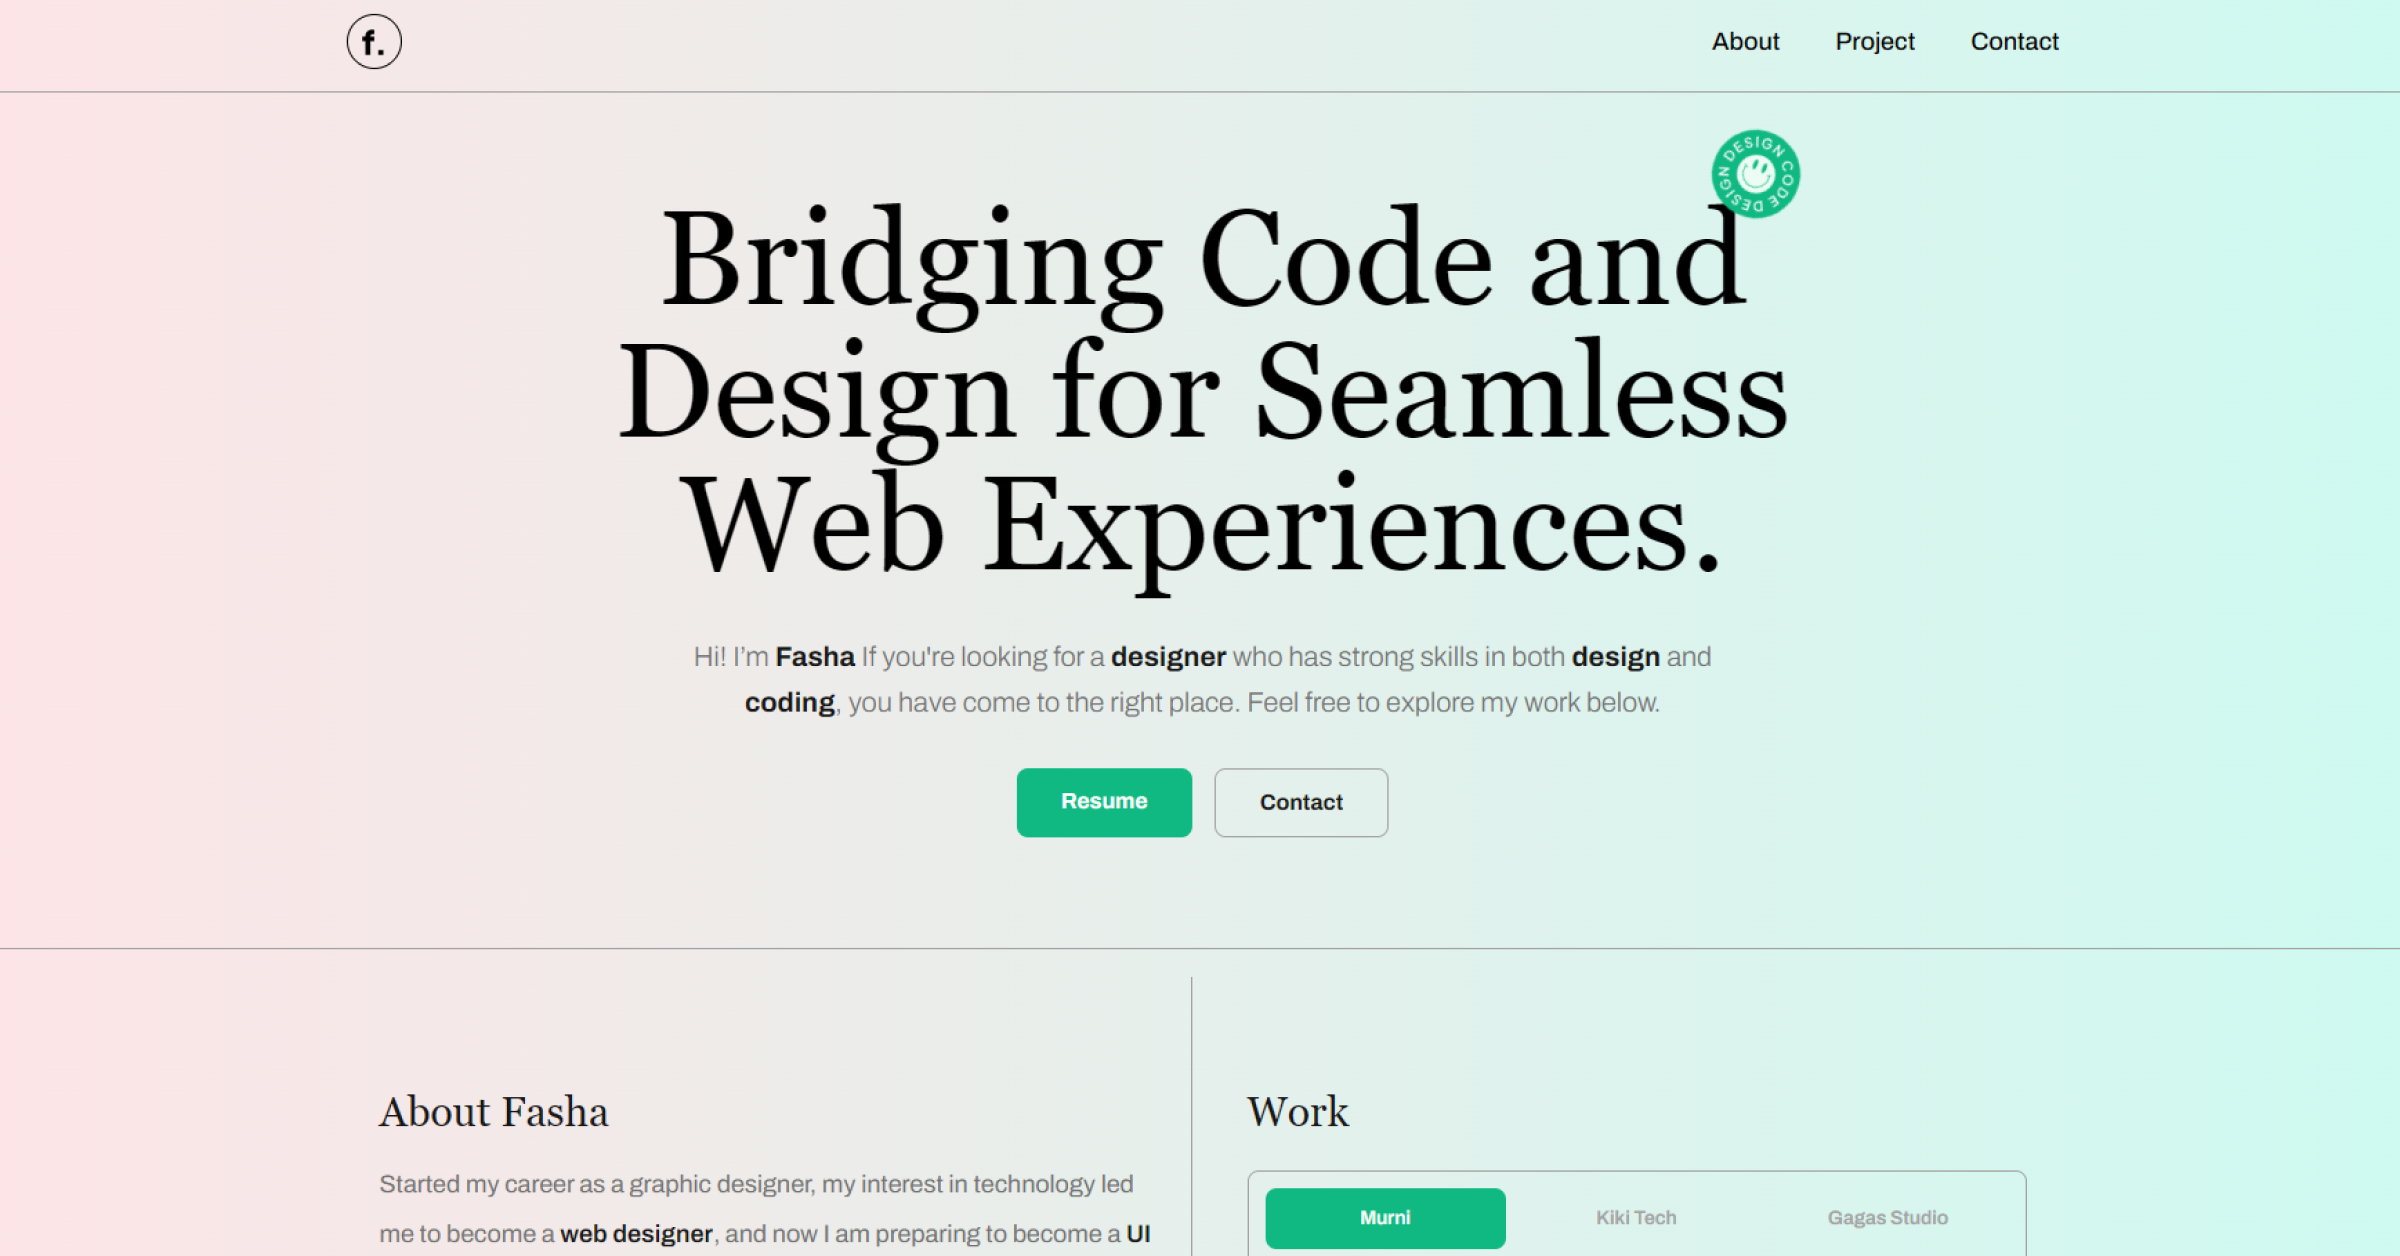 f.
About Project Contact
DESIGN CODE DESIGN
Bridging Code and
Design for Seamless
Web Experiences.
Hi! I’m Fasha If you're looking for a designer who has strong skills in both design and
coding, you have come to the right place. Feel free to explore my work below.
Resume Contact
About Fasha
Started my career as a graphic designer, my interest in technology led
me to become a web designer, and now I am preparing to become a UI
Work
Murni Kiki Tech Gagas Studio